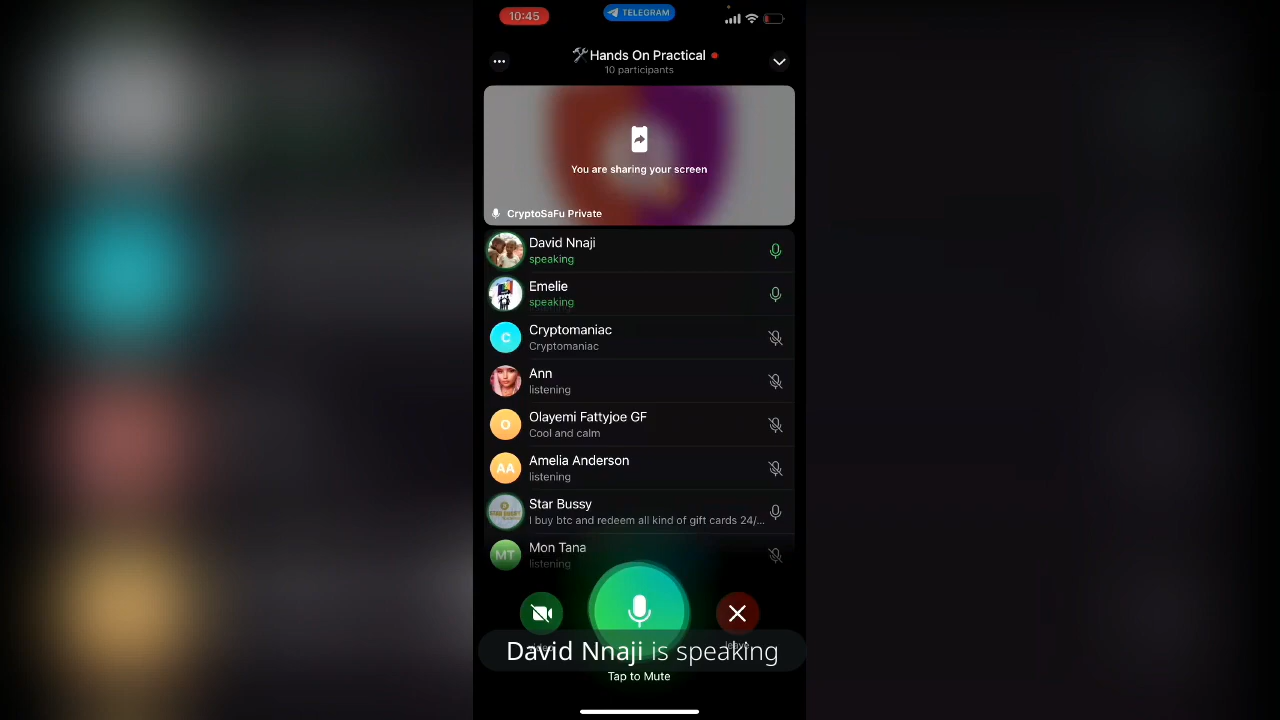 10:45
TELEGRAM
🛠Hands On Practical
10 participants
You are sharing your screen
CryptoSaFu Private
David Nnaji
speaking
Emelie
speaking
C
Cryptomaniac
Cryptomaniac
Ann
listening
O
Olayemi Fattyjoe GF
Cool and calm
AA
Amelia Anderson
listening
Star Bussy
I buy btc and redeem all kind of gift cards 24/...
MT
Mon Tana
listening
leave
David Nnaji is speaking
Tap to Mute